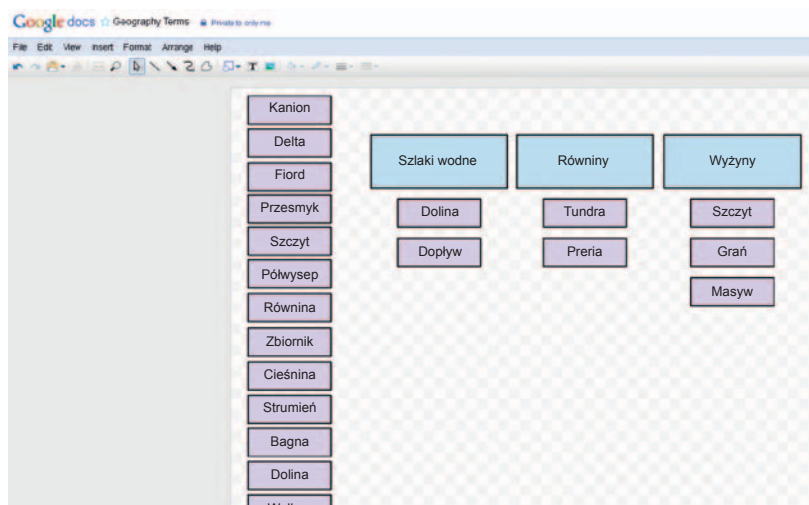 Google docs Geography Terms Private to only me
File Edit View Insert Format Arrange Help
Kanion
Delta
Fiord
Przesmyk
Szczyt
Półwysep
Równina
Zbiornik
Cieśnina
Strumień
Bagna
Dolina
Szlaki wodne
Dolina
Dopływ
Równiny
Tundra
Preria
Wyżyny
Szczyt
Grań
Masyw